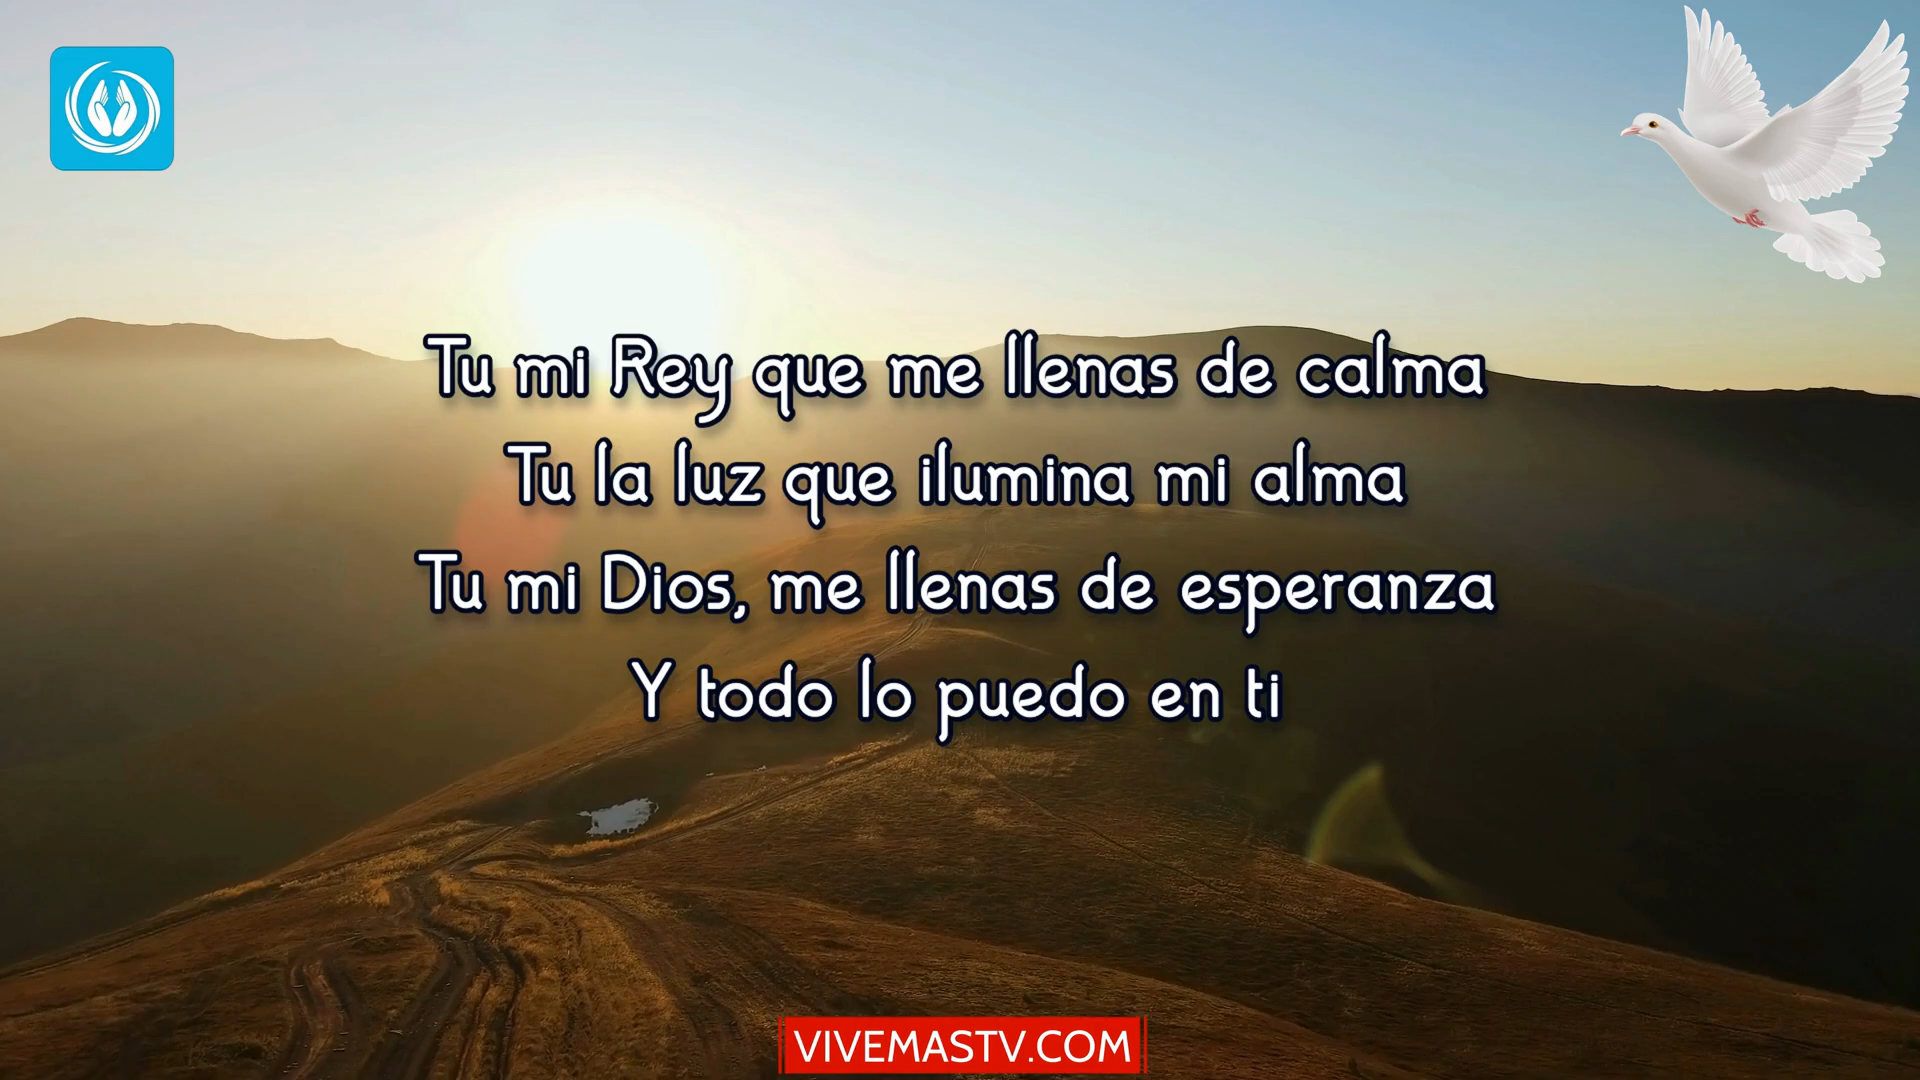 Tu mi Rey que me llenas de calma
Tu la luz que ilumina mi alma
Tu mi Dios, me llenas de esperanza
Y todo lo puedo en ti
VIVEMASTV.COM